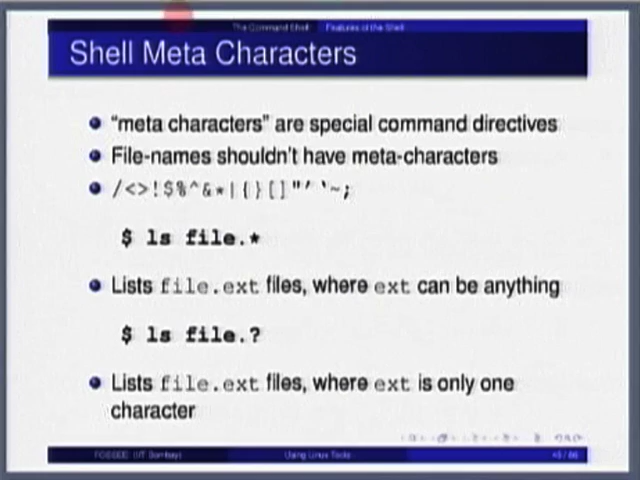 The Command Shell Features of the Shell
Shell Meta Characters
"meta characters" are special command directives
File-names shouldn't have meta-characters
/<>!$%^&*|{}[]"'`~;
$ ls file.*
Lists file.ext files, where ext can be anything
$ ls file.?
Lists file.ext files, where ext is only one
character
FOSSEE (IIT Bombay) Using Linux Tools / 66